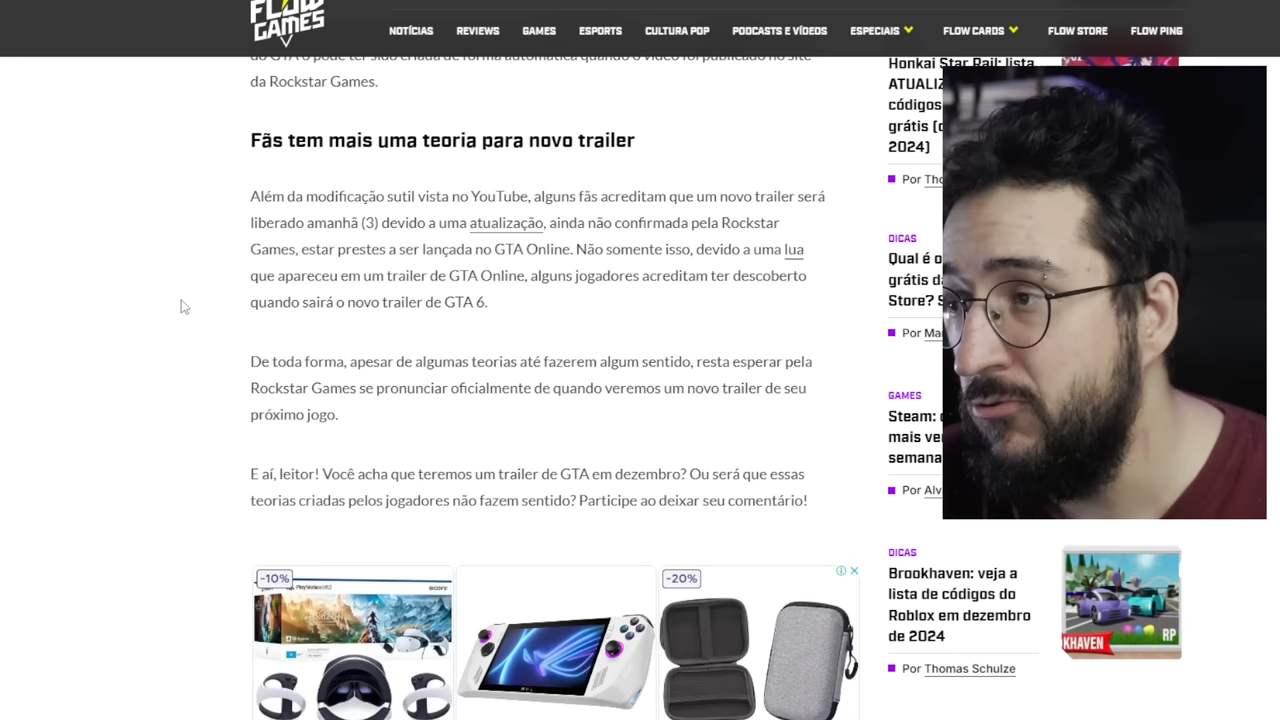 FLOW
GAMES
NOTÍCIAS
REVIEWS
GAMES
ESPORTS
CULTURA POP
PODCASTS E VÍDEOS
ESPECIAIS
FLOW CARDS
FLOW STORE
FLOW PING
do GTA 6 pode ter sido criada de forma automática quando o vídeo foi publicado no site
da Rockstar Games.
Fãs tem mais uma teoria para novo trailer
Além da modificação sutil vista no YouTube, alguns fãs acreditam que um novo trailer será
liberado amanhã (3) devido a uma atualização, ainda não confirmada pela Rockstar
Games, estar prestes a ser lançada no GTA Online. Não somente isso, devido a uma lua
que apareceu em um trailer de GTA Online, alguns jogadores acreditam ter descoberto
quando sairá o novo trailer de GTA 6.
De toda forma, apesar de algumas teorias até fazerem algum sentido, resta esperar pela
Rockstar Games se pronunciar oficialmente de quando veremos um novo trailer de seu
próximo jogo.
E aí, leitor! Você acha que teremos um trailer de GTA em dezembro? Ou será que essas
teorias criadas pelos jogadores não fazem sentido? Participe ao deixar seu comentário!
-10%
PlayStation VR2
SONY
-20%
Honkai Star Rail: lista
ATUALIZ
códigos
grátis [
2024]
Por Tho
DICAS
Qual é o
grátis da
Store? S
Por Ma
GAMES
Steam:
mais ve
semana
Por Alv
DICAS
Brookhaven: veja a
lista de códigos do
Roblox em dezembro
de 2024
Por Thomas Schulze
KHAVEN
RP